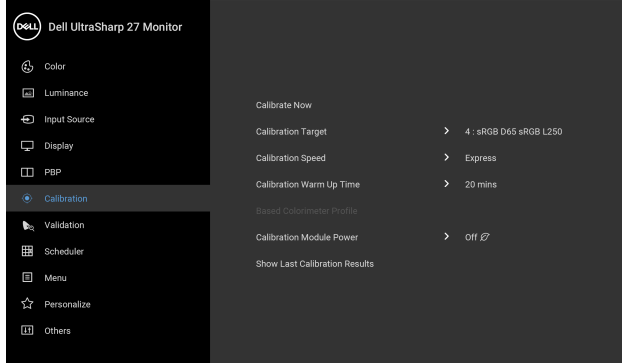 DELL Dell UltraSharp 27 Monitor
Color
Luminance
Input Source
Display
PBP
Calibration
Validation
Scheduler
Menu
Personalize
Others
Calibrate Now
Calibration Target 4 : sRGB D65 sRGB L250
Calibration Speed Express
Calibration Warm Up Time 20 mins
Based Colorimeter Profile
Calibration Module Power Off
Show Last Calibration Results